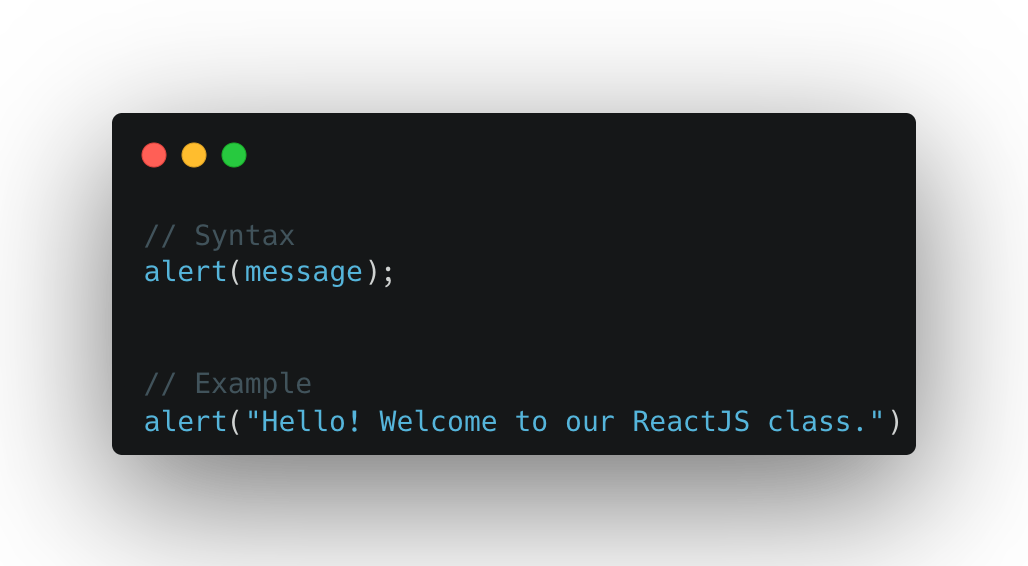 // Syntax
alert(message);
// Example
alert("Hello! Welcome to our ReactJS class.")